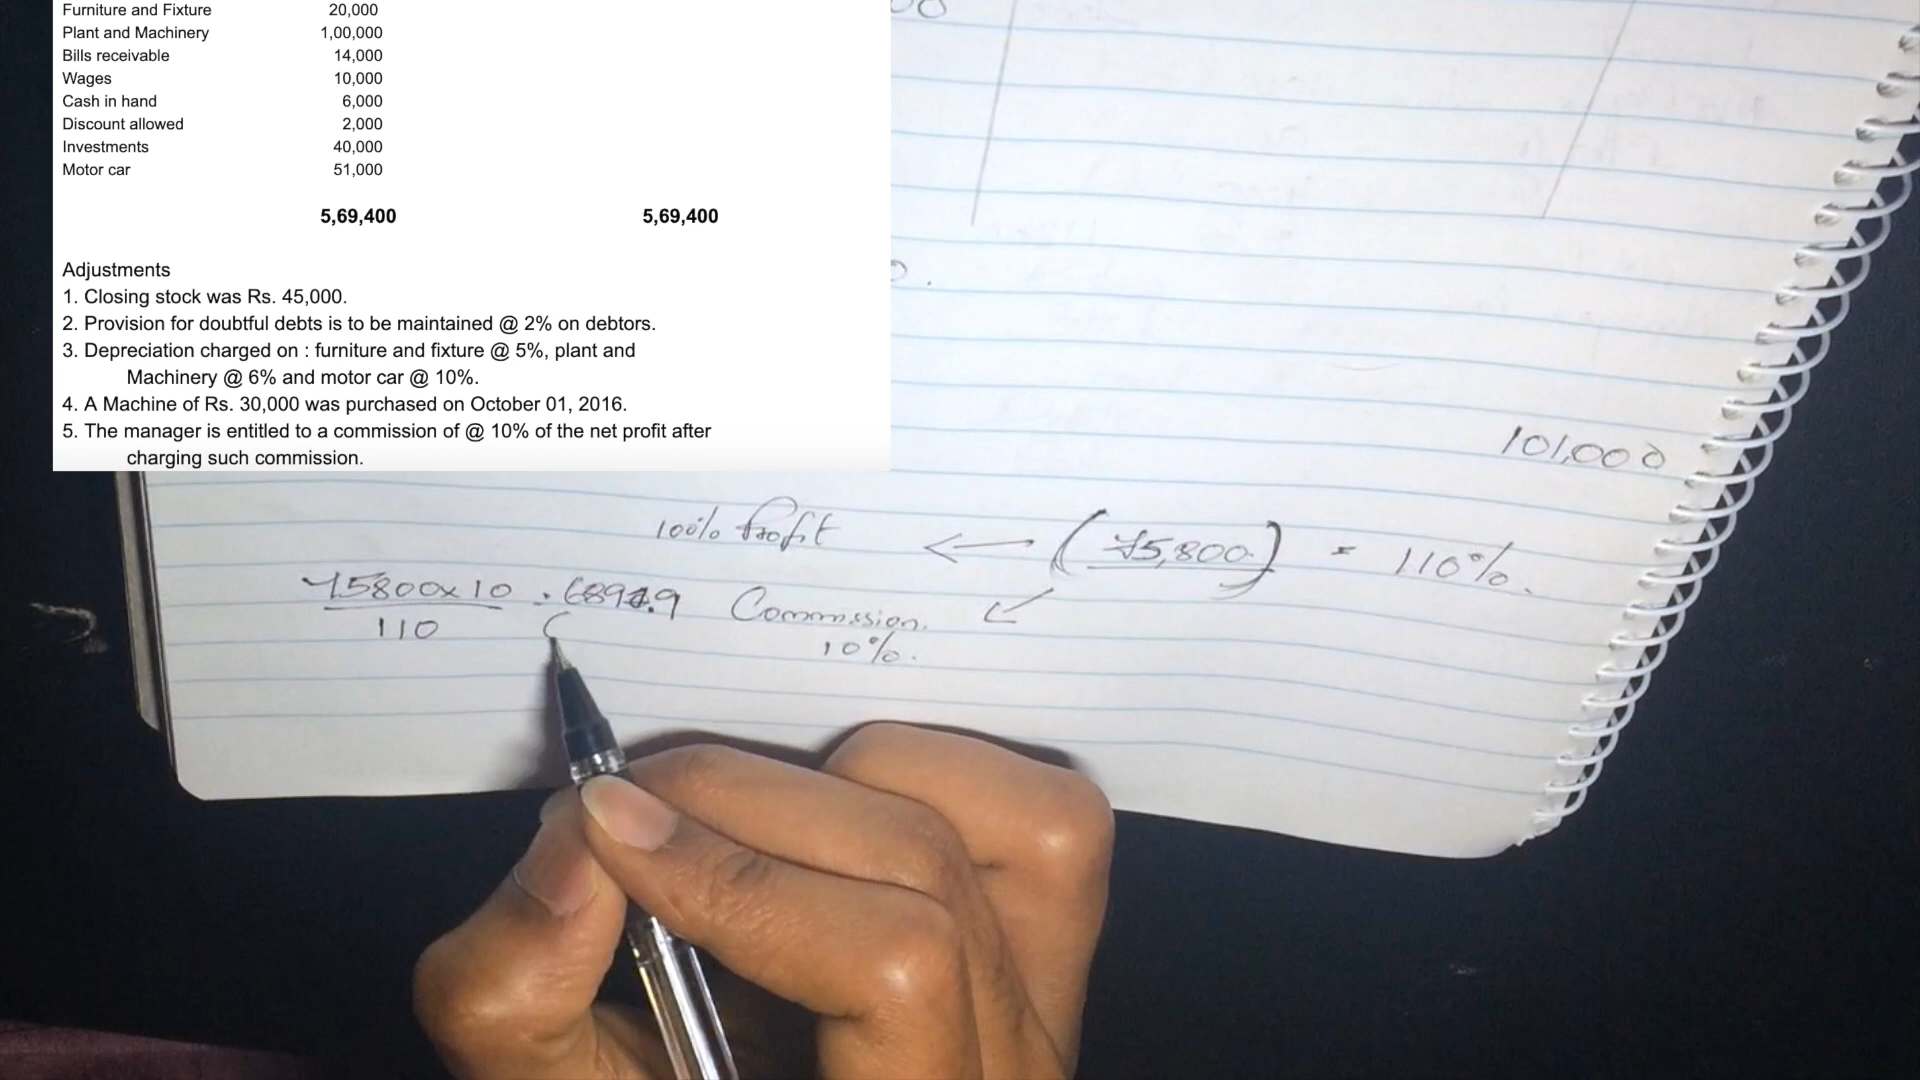 Furniture and Fixture 20,000
Plant and Machinery 1,00,000
Bills receivable 14,000
Wages 10,000
Cash in hand 6,000
Discount allowed 2,000
Investments 40,000
Motor car 51,000
5,69,400 5,69,400
Adjustments
1. Closing stock was Rs. 45,000.
2. Provision for doubtful debts is to be maintained @ 2% on debtors.
3. Depreciation charged on : furniture and fixture @ 5%, plant and
Machinery @ 6% and motor car @ 10%.
4. A Machine of Rs. 30,000 was purchased on October 01, 2016.
5. The manager is entitled to a commission of @ 10% of the net profit after
charging such commission.
101,000
100% Profit ← (75,800) = 110%.
75800x10 Commission.
110 10%.